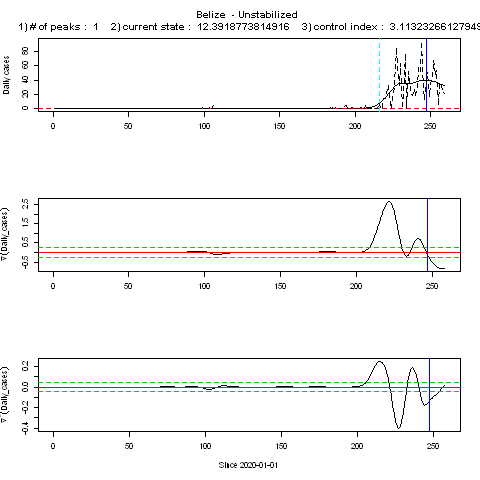 Belize - Unstabilized
1) # of peaks : 1 2) current state : 12.3918773814916 3) control index : 3.1132326612794
Daily_cases
0 20 40 60 80
0 50 100 150 200 250
∇(Daily_cases)
-0.5 0.5 1.5 2.5
0 50 100 150 200 250
∇(Daily_cases)
-0.4 -0.2 0.0 0.2
0 50 100 150 200 250
Since 2020-01-01